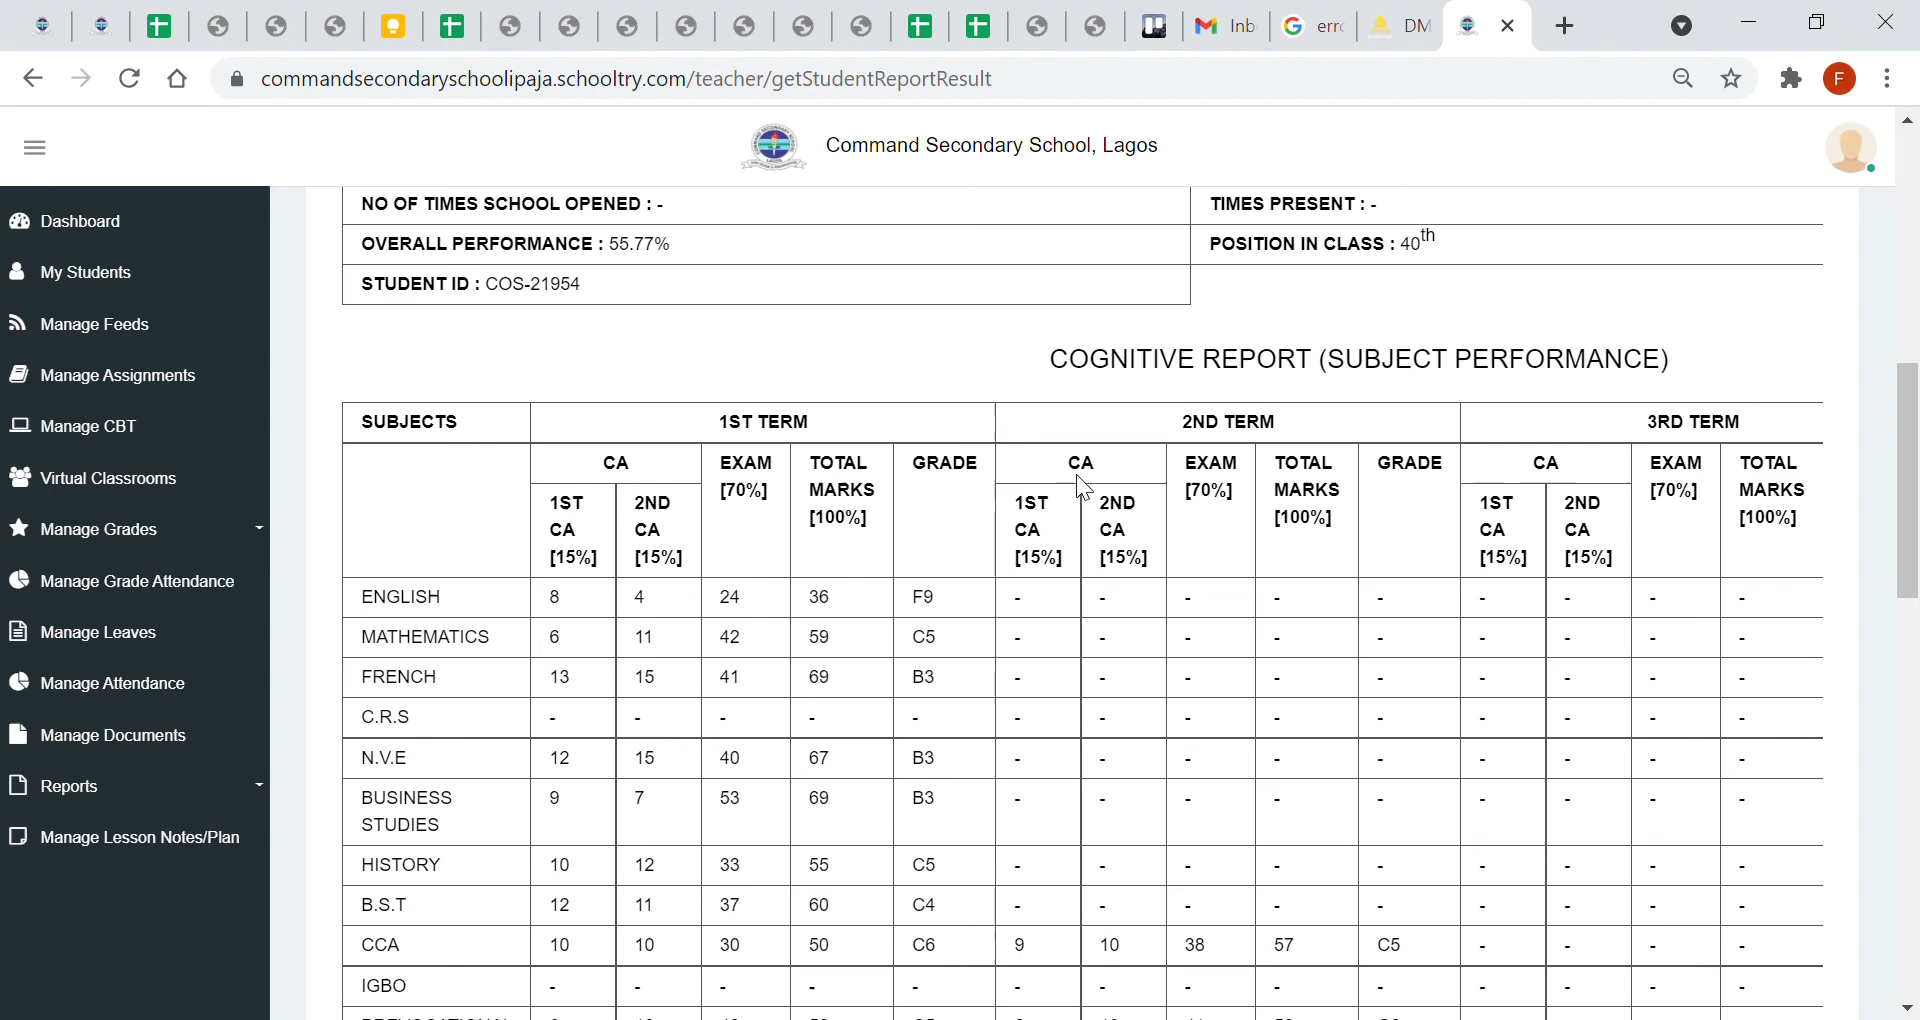 Inb
erro
DM
commandsecondaryschoolipaja.schooltry.com/teacher/getStudentReportResult
F
Command Secondary School, Lagos
Dashboard
My Students
Manage Feeds
Manage Assignments
Manage CBT
Virtual Classrooms
Manage Grades
Manage Grade Attendance
Manage Leaves
Manage Attendance
Manage Documents
Reports
Manage Lesson Notes/Plan
NO OF TIMES SCHOOL OPENED : - TIMES PRESENT : -
OVERALL PERFORMANCE : 55.77% POSITION IN CLASS : 40th
STUDENT ID : COS-21954
COGNITIVE REPORT (SUBJECT PERFORMANCE)
SUBJECTS 1ST TERM 2ND TERM 3RD TERM
CA EXAM TOTAL GRADE CA EXAM TOTAL GRADE CA EXAM TOTAL
[70%] MARKS [70%] MARKS [70%] MARKS
1ST 2ND [100%] 1ST 2ND [100%] 1ST 2ND [100%]
CA CA CA CA CA CA
[15%] [15%] [15%] [15%] [15%] [15%]
ENGLISH 8 4 24 36 F9 - - - - - - - - -
MATHEMATICS 6 11 42 59 C5 - - - - - - - - -
FRENCH 13 15 41 69 B3 - - - - - - - - -
C.R.S - - - - - - - - - - - - - -
N.V.E 12 15 40 67 B3 - - - - - - - - -
BUSINESS 9 7 53 69 B3 - - - - - - - - -
STUDIES
HISTORY 10 12 33 55 C5 - - - - - - - - -
B.S.T 12 11 37 60 C4 - - - - - - - - -
CCA 10 10 30 50 C6 9 10 38 57 C5 - - - -
IGBO - - - - - - - - - - - - - -